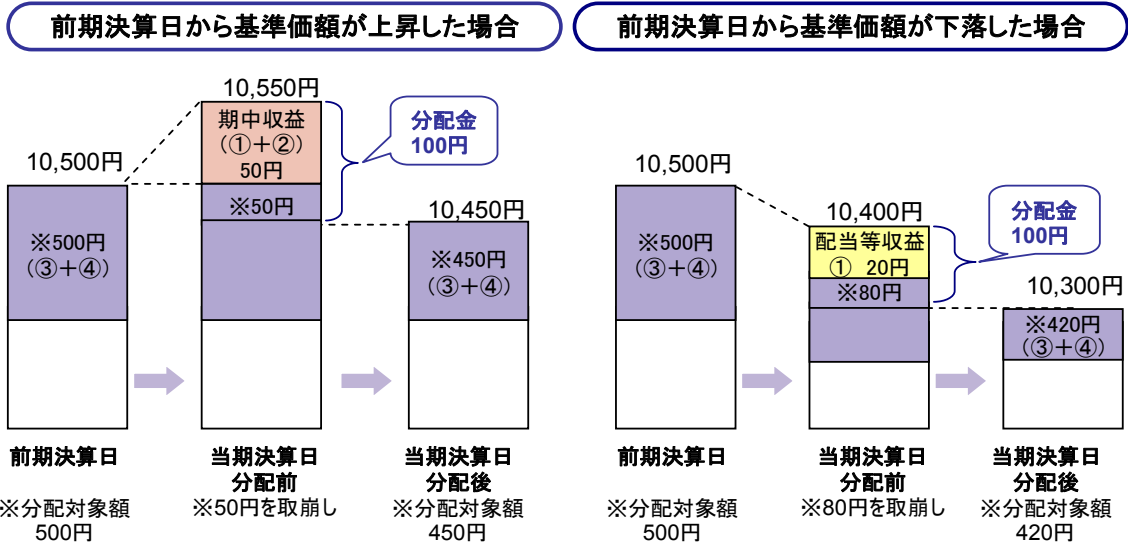 前期決算日から基準価額が上昇した場合
10,550円
期中収益
(①＋②)
50円
分配金
100円
10,500円
※50円
10,450円
※500円
(③＋④)
※450円
(③＋④)
前期決算日
当期決算日
分配前
当期決算日
分配後
※分配対象額
500円
※50円を取崩し
※分配対象額
450円
前期決算日から基準価額が下落した場合
10,500円
10,400円
分配金
100円
※500円
(③＋④)
配当等収益
① 20円
※80円
10,300円
※420円
(③＋④)
前期決算日
当期決算日
分配前
当期決算日
分配後
※分配対象額
500円
※80円を取崩し
※分配対象額
420円